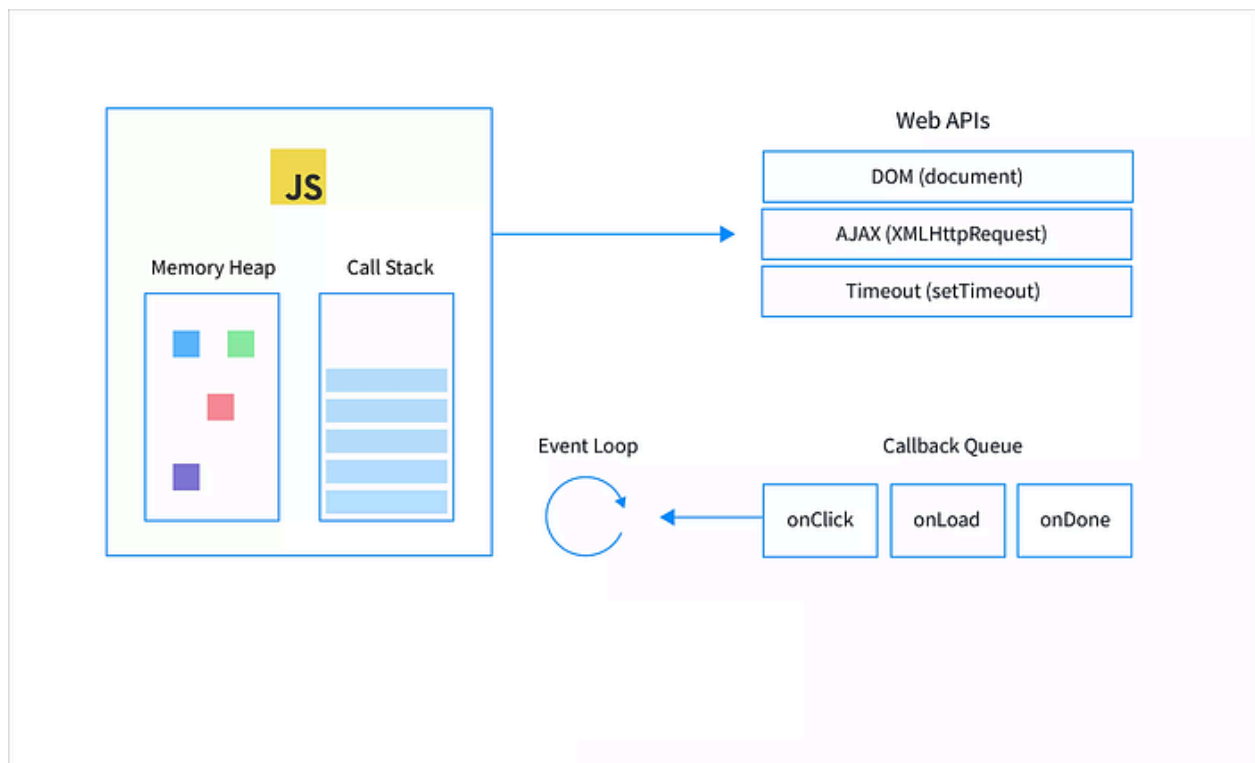 Web APIs
DOM (document)
JS
AJAX (XMLHttpRequest)
Memory Heap
Call Stack
Timeout (setTimeout)
Event Loop
Callback Queue
onClick
onLoad
onDone